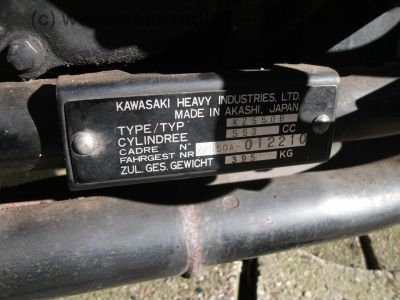 KAWASAKI HEAVY INDUSTRIES, LTD.
MADE IN AKASHI, JAPAN
TYPE/TYP KZ550B
CYLINDREE 553 CC
CADRE N°
FAHRGEST NR 012210
ZUL. GES. GEWICHT 395 KG